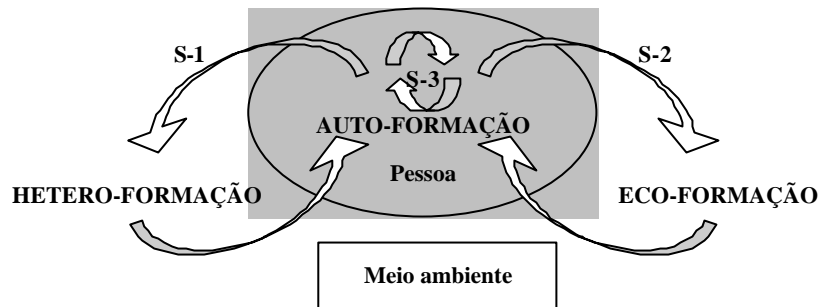 S-1
S-2
S-3
AUTO-FORMAÇÃO
Pessoa
HETERO-FORMAÇÃO
ECO-FORMAÇÃO
Meio ambiente